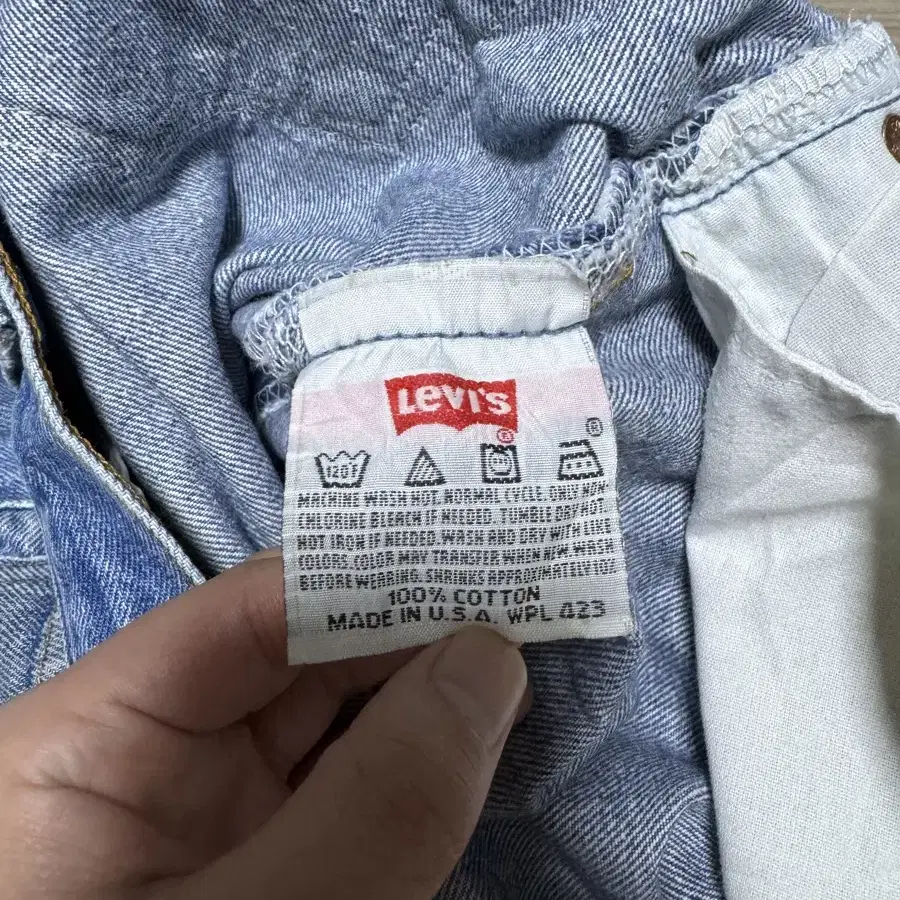 Levi's
120F
MACHINE WASH HOT. NORMAL CYCLE. ONLY NON
CHLORINE BLEACH IF NEEDED. TUMBLE DRY HOT.
HOT IRON IF NEEDED. WASH AND DRY WITH LIKE
COLORS. COLOR MAY TRANSFER WHEN NEW. WASH
BEFORE WEARING. SHRINKS APPROXIMATELY 10%.
100% COTTON
MADE IN U.S.A. WPL 423